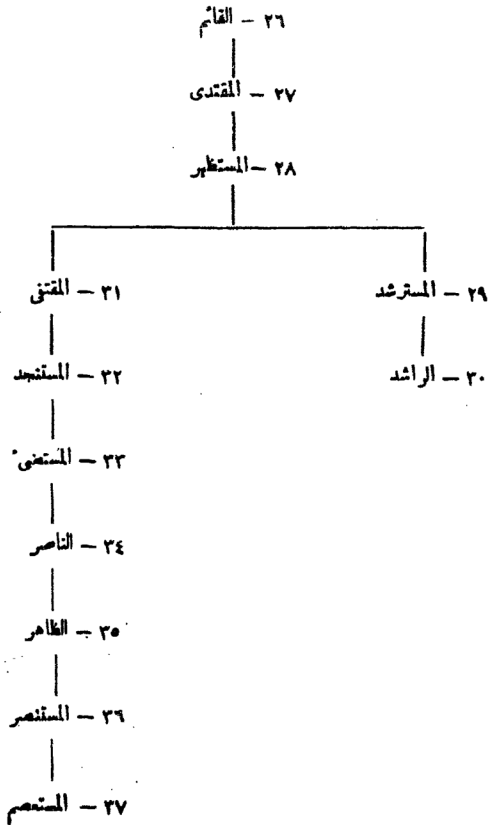 ٢٦ – القائم
٢٧ – المقتدى
٢٨ – المستظهر
٢٩ – المسترشد
٣٠ – الراشد
٣١ – المقتفى
٣٢ – المستنجد
٣٣ – المستضىء
٣٤ – الناصر
٣٥ – الظاهر
٣٦ – المستنصر
٣٧ – المستعصم